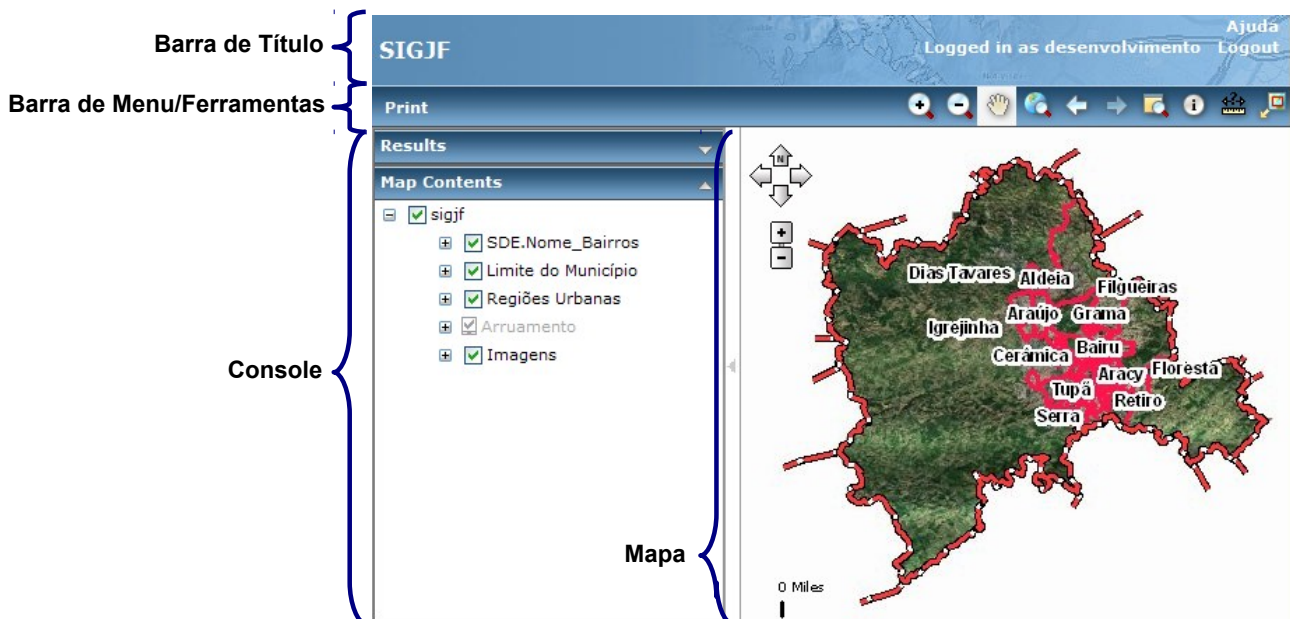 Barra de Título
SIGJF
Ajuda
Logged in as desenvolvimento Logout
Barra de Menu/Ferramentas
Print
Results
Map Contents
sigjf
SDE.Nome_Bairros
Limite do Município
Regiões Urbanas
Arruamento
Imagens
Console
Mapa
N
Dias Tavares
Aldeia
Filgueiras
Araújo
Grama
Igrejinha
Cerâmica
Bairu
Aracy
Floresta
Tupã
Retiro
Serra
0 Miles